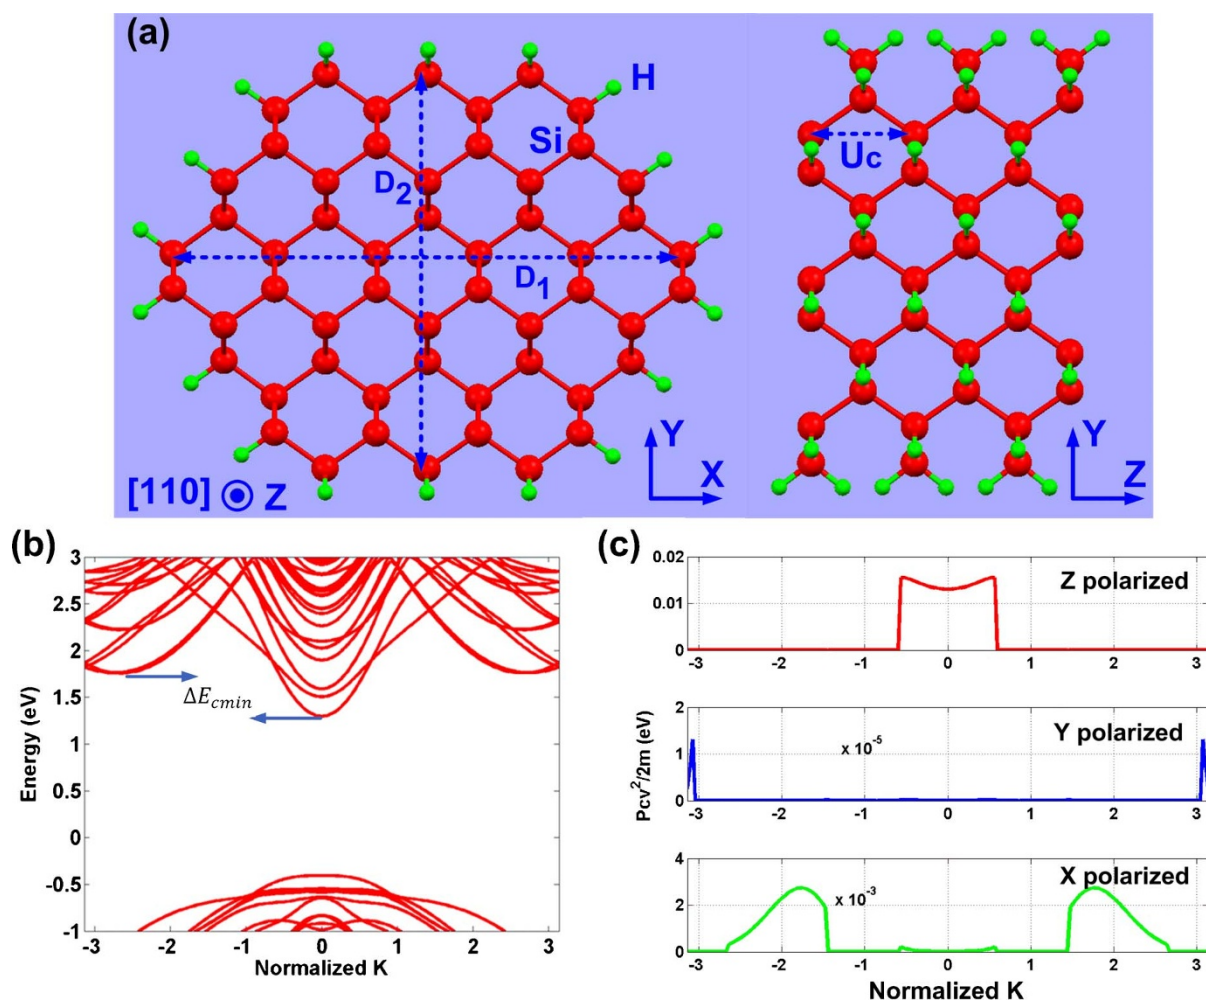 (a)
H
Si
D2
D1
Uc
Y
X
[110] Z
Y
Z
(b)
3
2.5
2
1.5
1
0.5
0
-0.5
-1
ΔEcmin
Energy (eV)
-3 -2 -1 0 1 2 3
Normalized K
(c)
0.02
0.01
0
Z polarized
-3 -2 -1 0 1 2 3
2
1
0
Y polarized
x 10-5
-3 -2 -1 0 1 2 3
Pcv2/2m (eV)
4
2
0
X polarized
x 10-3
-3 -2 -1 0 1 2 3
Normalized K